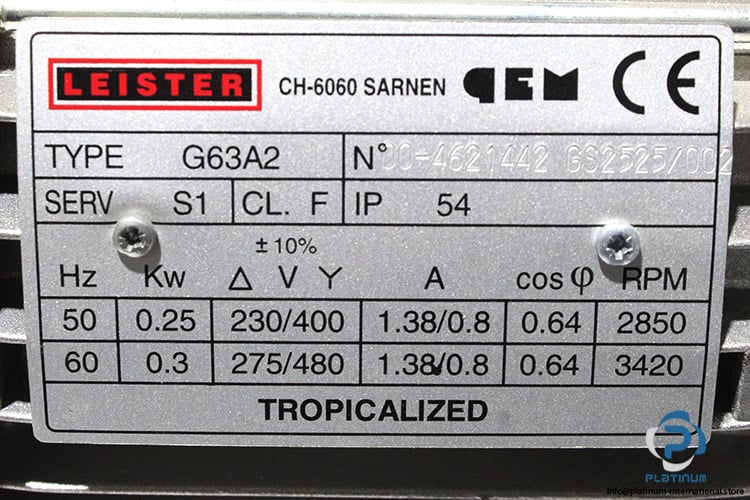 LEISTER CH-6060 SARNEN GEM CE
TYPE G63A2 N° 00-4621442 GS2525/002
SERV S1 CL. F IP 54
± 10%
Hz Kw Δ V Y A cos φ RPM
50 0.25 230/400 1.38/0.8 0.64 2850
60 0.3 275/480 1.38/0.8 0.64 3420
TROPICALIZED
PLATINUM
info@platinum-international.store